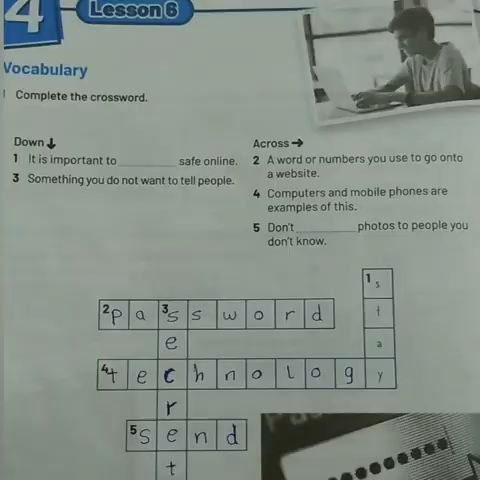 4 Lesson 6
Vocabulary
1 Complete the crossword.
Down ↓
1 It is important to ________ safe online.
3 Something you do not want to tell people.
Across →
2 A word or numbers you use to go onto
a website.
4 Computers and mobile phones are
examples of this.
5 Don't ________ photos to people you
don't know.
1 s
t
a
y
2 p a 3 s s w o r d
e
4 t e c h n o l o g y
r
5 s e n d
t